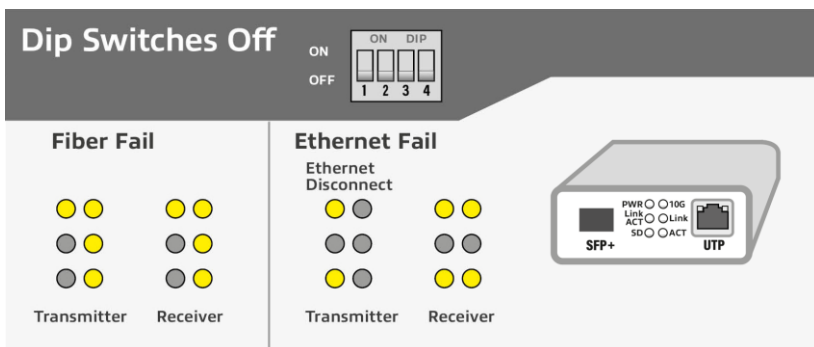 Dip Switches Off
ON
OFF
ON DIP
1 2 3 4
Fiber Fail
Transmitter Receiver
Ethernet Fail
Ethernet
Disconnect
Transmitter Receiver
PWR 10G
Link
ACT Link
SD ACT
SFP+ UTP